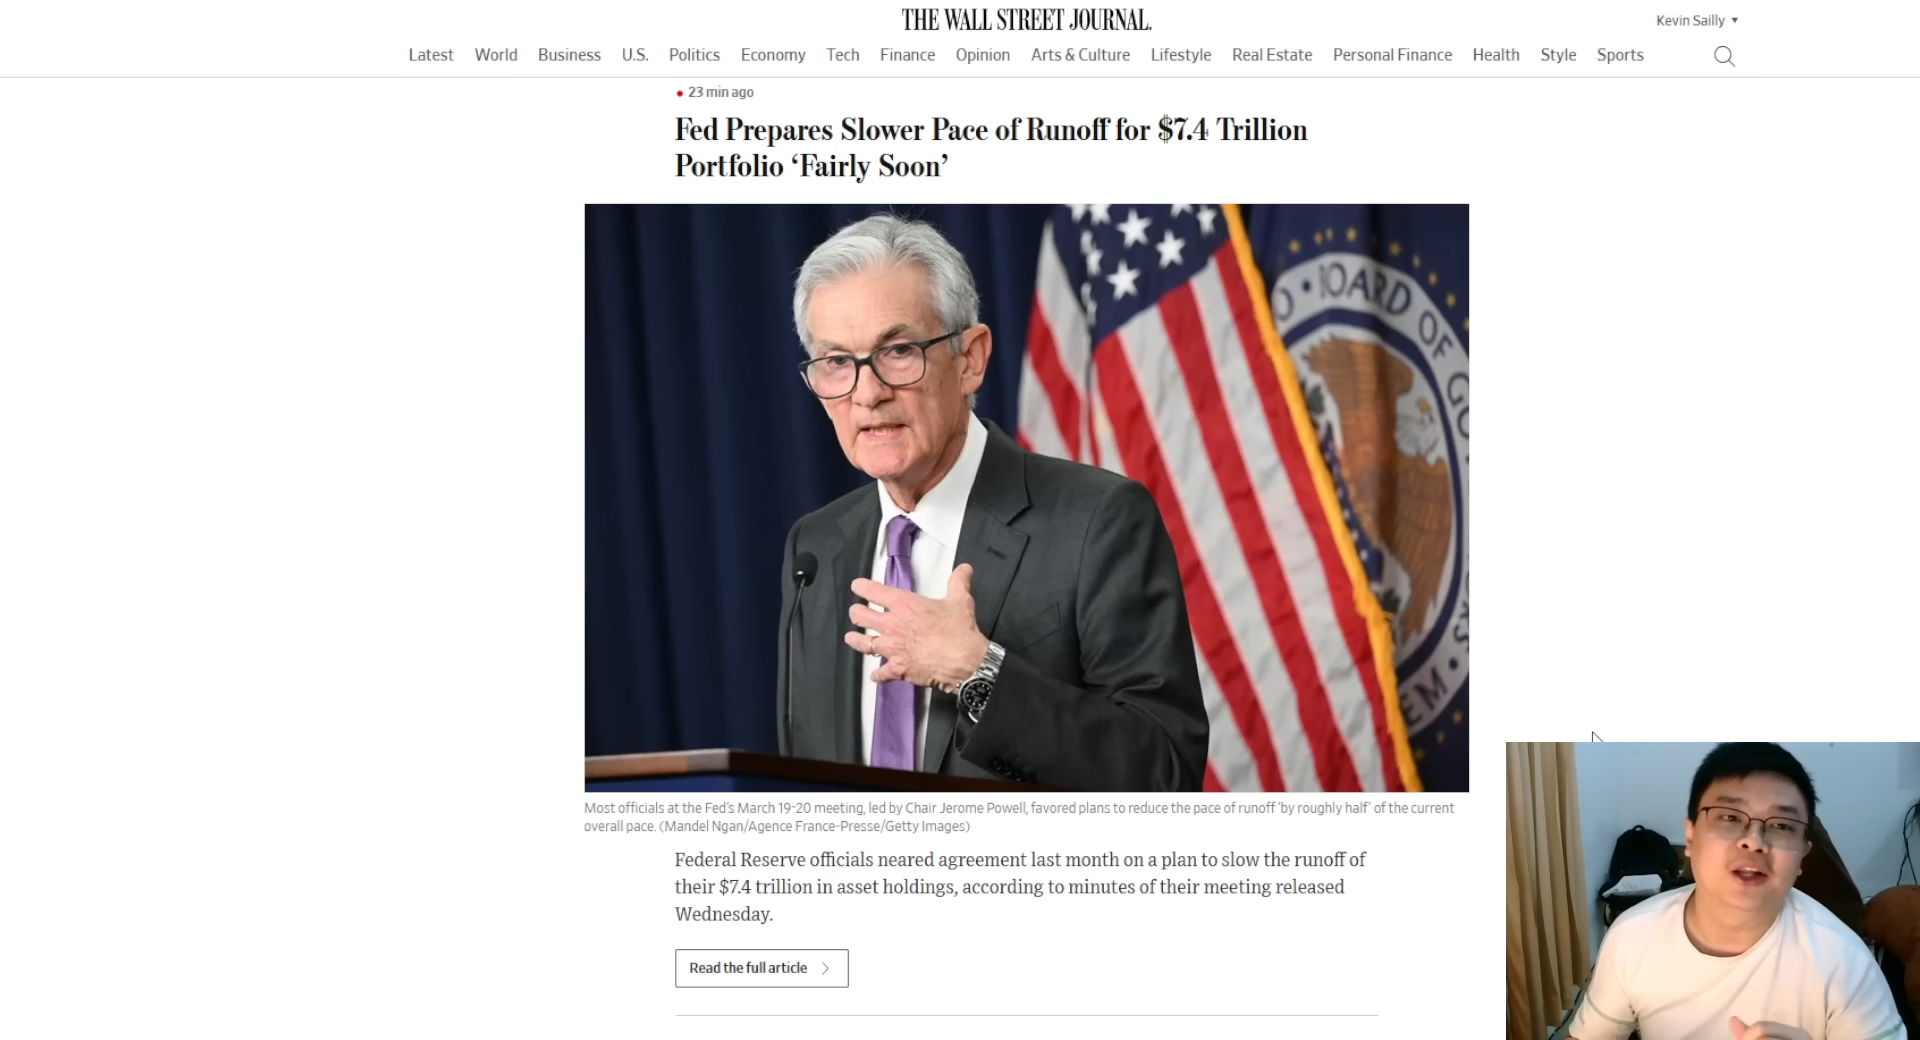 THE WALL STREET JOURNAL.
Kevin Sailly
Latest World Business U.S. Politics Economy Tech Finance Opinion Arts & Culture Lifestyle Real Estate Personal Finance Health Style Sports
23 min ago
Fed Prepares Slower Pace of Runoff for $7.4 Trillion
Portfolio ‘Fairly Soon’
OARD OF GO
EM
Most officials at the Fed's March 19-20 meeting, led by Chair Jerome Powell, favored plans to reduce the pace of runoff 'by roughly half' of the current
overall pace. (Mandel Ngan/Agence France-Presse/Getty Images)
Federal Reserve officials neared agreement last month on a plan to slow the runoff of
their $7.4 trillion in asset holdings, according to minutes of their meeting released
Wednesday.
Read the full article